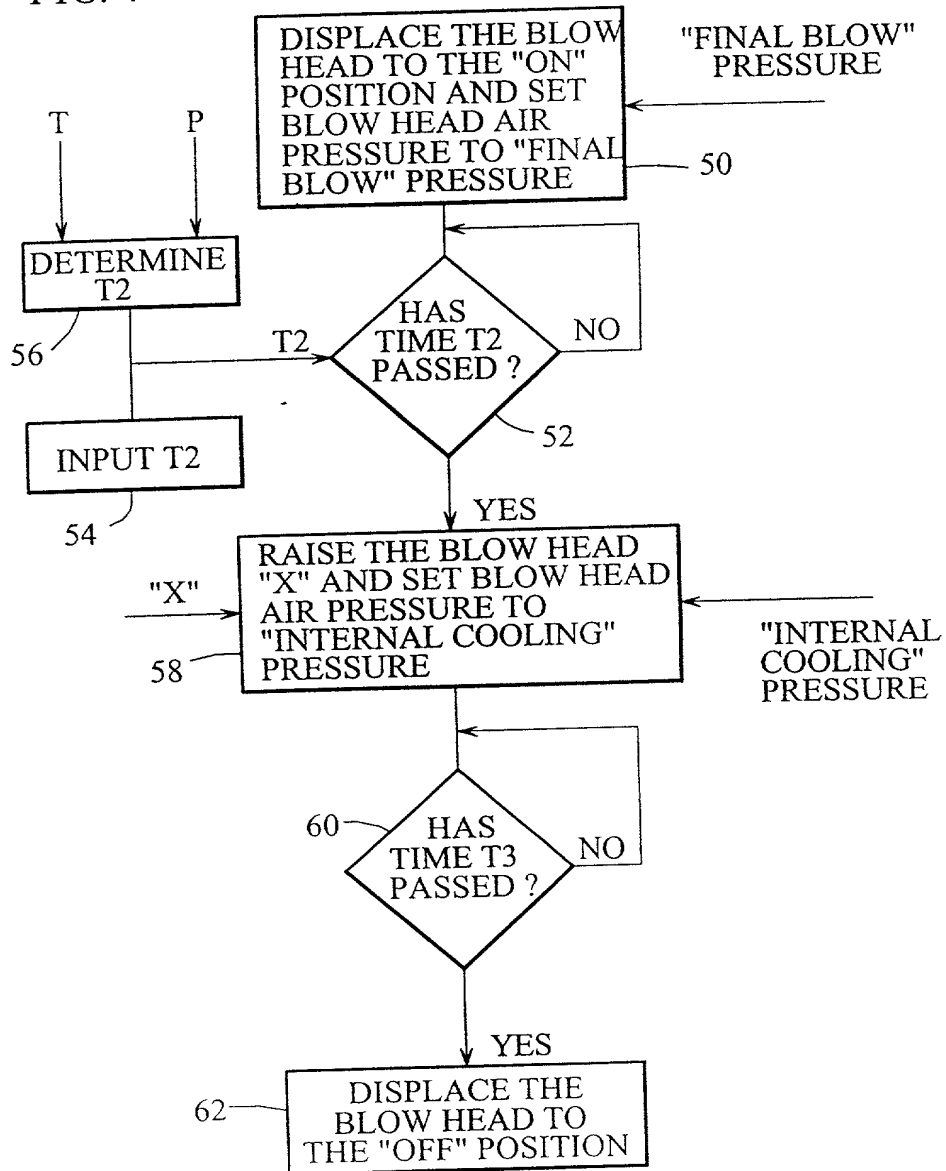 DISPLACE THE BLOW
HEAD TO THE "ON"
POSITION AND SET
BLOW HEAD AIR
PRESSURE TO "FINAL
BLOW" PRESSURE
"FINAL BLOW"
PRESSURE
50
T
P
DETERMINE
T2
56
T2
HAS
TIME T2
PASSED ?
NO
52
INPUT T2
54
YES
RAISE THE BLOW HEAD
"X" AND SET BLOW HEAD
AIR PRESSURE TO
"INTERNAL COOLING"
PRESSURE
"X"
58
"INTERNAL
COOLING"
PRESSURE
60
HAS
TIME T3
PASSED ?
NO
YES
62
DISPLACE THE
BLOW HEAD TO
THE "OFF" POSITION